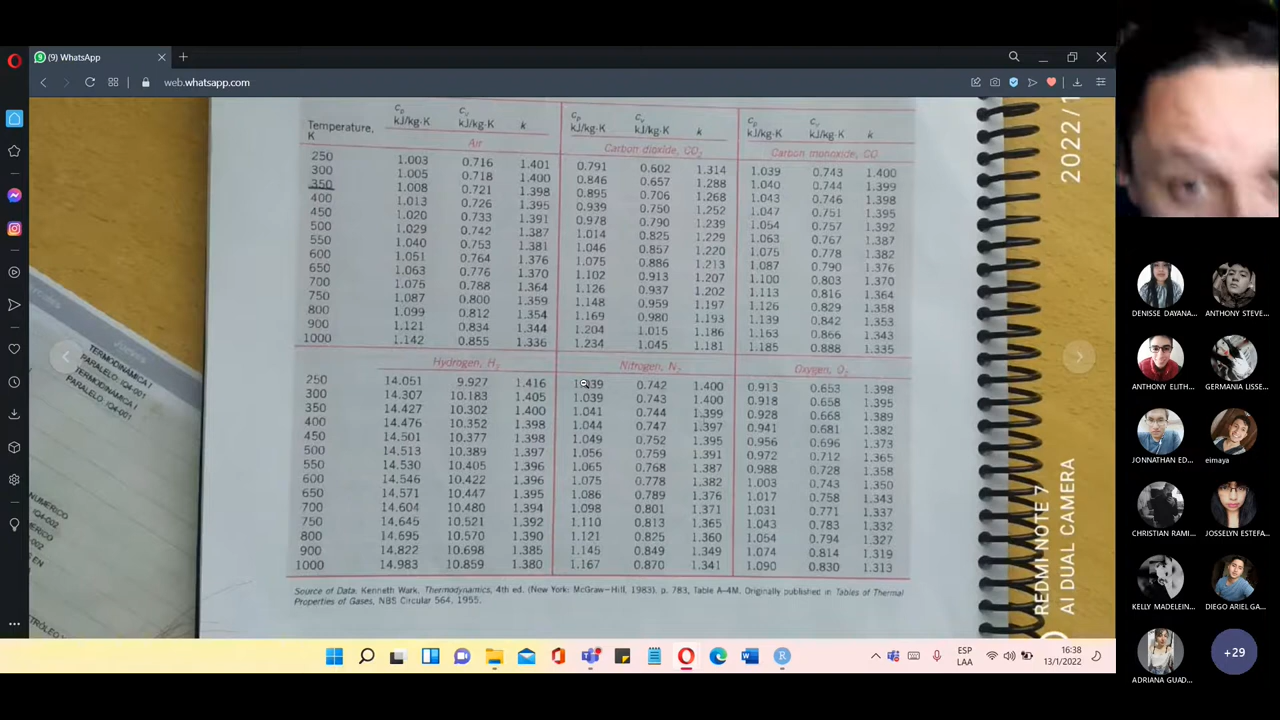 (9) WhatsApp
web.whatsapp.com
Temperature, K cp kJ/kg·K cv kJ/kg·K k cp kJ/kg·K cv kJ/kg·K k cp kJ/kg·K cv kJ/kg·K k
Air Carbon dioxide, CO2 Carbon monoxide, CO
250 1.003 0.716 1.401 0.791 0.602 1.314 1.039 0.743 1.400
300 1.005 0.718 1.400 0.846 0.657 1.288 1.040 0.744 1.399
350 1.008 0.721 1.398 0.895 0.706 1.268 1.043 0.746 1.398
400 1.013 0.726 1.395 0.939 0.750 1.252 1.047 0.751 1.395
450 1.020 0.733 1.391 0.978 0.790 1.239 1.054 0.757 1.392
500 1.029 0.742 1.387 1.014 0.825 1.229 1.063 0.767 1.387
550 1.040 0.753 1.381 1.046 0.857 1.220 1.075 0.778 1.382
600 1.051 0.764 1.376 1.075 0.886 1.213 1.087 0.790 1.376
650 1.063 0.776 1.370 1.102 0.913 1.207 1.100 0.803 1.370
700 1.075 0.788 1.364 1.126 0.937 1.202 1.113 0.816 1.364
750 1.087 0.800 1.359 1.148 0.959 1.197 1.126 0.829 1.358
800 1.099 0.812 1.354 1.169 0.980 1.193 1.139 0.842 1.353
900 1.121 0.834 1.344 1.204 1.015 1.186 1.163 0.866 1.343
1000 1.142 0.855 1.336 1.234 1.045 1.181 1.185 0.888 1.335
Hydrogen, H2 Nitrogen, N2 Oxygen, O2
250 14.051 9.927 1.416 1.039 0.742 1.400 0.913 0.653 1.398
300 14.307 10.183 1.405 1.039 0.743 1.400 0.918 0.658 1.395
350 14.427 10.302 1.400 1.041 0.744 1.399 0.928 0.668 1.389
400 14.476 10.352 1.398 1.044 0.747 1.397 0.941 0.681 1.382
450 14.501 10.377 1.398 1.049 0.752 1.395 0.956 0.696 1.373
500 14.513 10.389 1.397 1.056 0.759 1.391 0.972 0.712 1.365
550 14.530 10.405 1.396 1.065 0.768 1.387 0.988 0.728 1.358
600 14.546 10.422 1.396 1.075 0.778 1.382 1.003 0.743 1.350
650 14.571 10.447 1.395 1.086 0.789 1.376 1.017 0.758 1.343
700 14.604 10.480 1.394 1.098 0.801 1.371 1.031 0.771 1.337
750 14.645 10.521 1.392 1.110 0.813 1.365 1.043 0.783 1.332
800 14.695 10.570 1.390 1.121 0.825 1.360 1.054 0.794 1.327
900 14.822 10.698 1.385 1.145 0.849 1.349 1.074 0.814 1.319
1000 14.983 10.859 1.380 1.167 0.870 1.341 1.090 0.830 1.313
Source of Data. Kenneth Wark, Thermodynamics, 4th ed. (New York: McGraw-Hill, 1983). p. 783, Table A-4M. Originally published in Tables of Thermal
Properties of Gases, NBS Circular 564, 1955.
TERMODINÁMICA I
PARALELO: IQ4-001
TERMODINÁMICA I
PARALELO: IQ4-001
Jueves
NUMERICO
2022/1
REDMI NOTE 7
AI DUAL CAMERA
DENISSE DAYANA...
ANTHONY STEVE...
ANTHONY ELITH...
GERMANIA LISSE...
JONNATHAN ED...
eimaya
CHRISTIAN RAMI...
JOSSELYN ESTEFA...
KELLY MADELEIN...
DIEGO ARIEL GA...
ADRIANA GUAD...
+29
ESP
LAA
16:38
13/1/2022